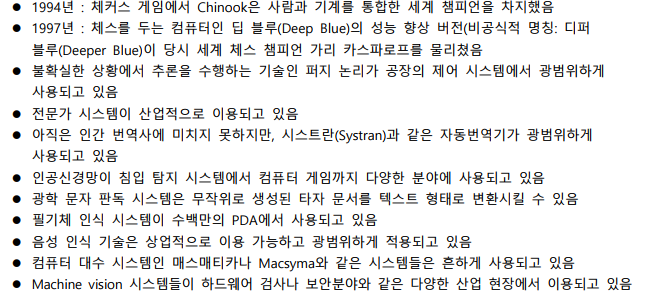 ● 1994년 : 체커스 게임에서 Chinook은 사람과 기계를 통합한 세계 챔피언을 차지했음
● 1997년 : 체스를 두는 컴퓨터인 딥 블루(Deep Blue)의 성능 향상 버전(비공식적 명칭: 디퍼
블루(Deeper Blue)이 당시 세계 체스 챔피언 가리 카스파로프를 물리쳤음
● 불확실한 상황에서 추론을 수행하는 기술인 퍼지 논리가 공장의 제어 시스템에서 광범위하게
사용되고 있음
● 전문가 시스템이 산업적으로 이용되고 있음
● 아직은 인간 번역사에 미치지 못하지만, 시스트란(Systran)과 같은 자동번역기가 광범위하게
사용되고 있음
● 인공신경망이 침입 탐지 시스템에서 컴퓨터 게임까지 다양한 분야에 사용되고 있음
● 광학 문자 판독 시스템은 무작위로 생성된 타자 문서를 텍스트 형태로 변환시킬 수 있음
● 필기체 인식 시스템이 수백만의 PDA에서 사용되고 있음
● 음성 인식 기술은 상업적으로 이용 가능하고 광범위하게 적용되고 있음
● 컴퓨터 대수 시스템인 매스매티카나 Macsyma와 같은 시스템들은 흔하게 사용되고 있음
● Machine vision 시스템들이 하드웨어 검사나 보안분야와 같은 다양한 산업 현장에서 이용되고 있음